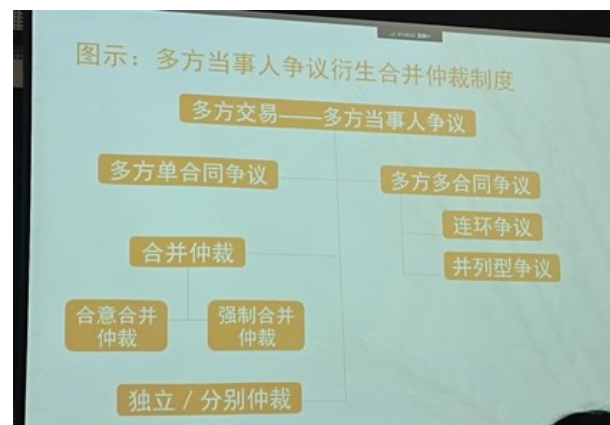 图示：多方当事人争议衍生合并仲裁制度
多方交易——多方当事人争议
多方单合同争议
多方多合同争议
连环争议
并列型争议
合并仲裁
合意合并
仲裁
强制合并
仲裁
独立 / 分别仲裁